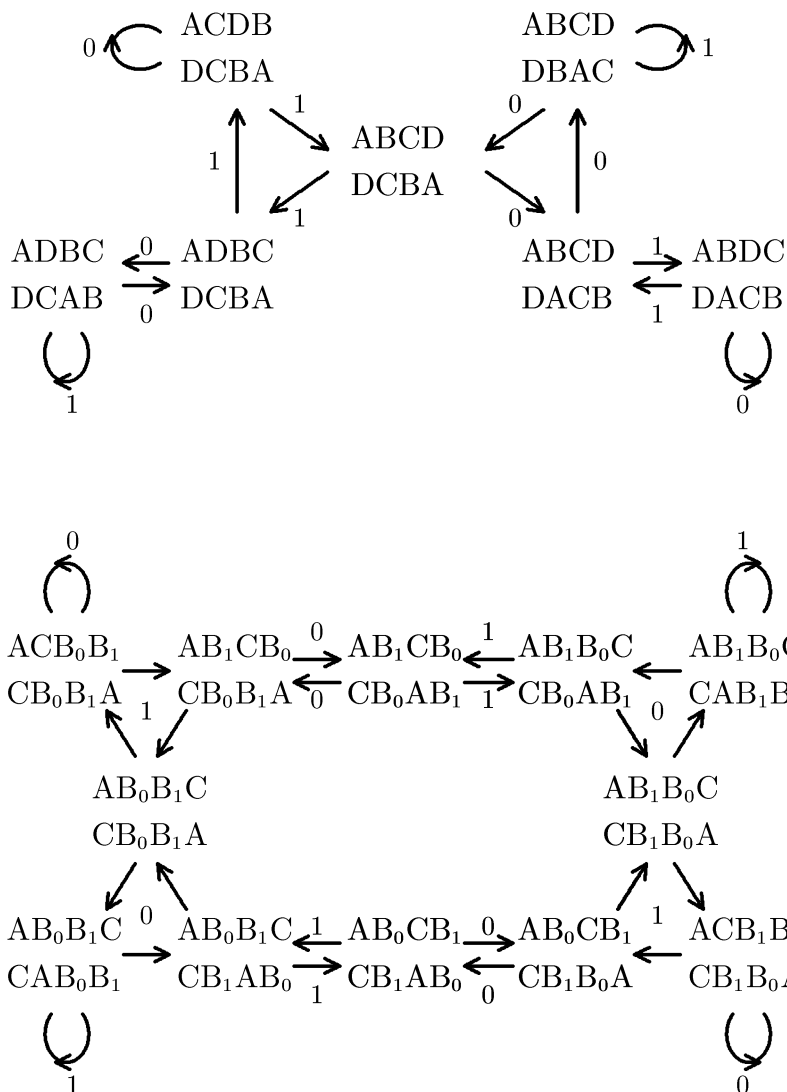 ACDB ABCD
0 1
DCBA DBAC
1 0
ABCD
1 0
DCBA
1 0
ADBC 0 ADBC ABCD 1 ABDC
DCAB 0 DCBA DACB 1 DACB
1 0
0 1
ACB₀B₁ AB₁CB₀ 0 AB₁CB₀ 1 AB₁B₀C AB₁B₀C
CB₀B₁A CB₀B₁A 0 CB₀AB₁ 1 CB₀AB₁ CAB₁B
1 0
AB₀B₁C AB₁B₀C
CB₀B₁A CB₁B₀A
0 1
AB₀B₁C AB₀B₁C 1 AB₀CB₁ 0 AB₀CB₁ ACB₁B
CAB₀B₁ CB₁AB₀ 1 CB₁AB₀ 0 CB₁B₀A CB₁B₀A
1 0